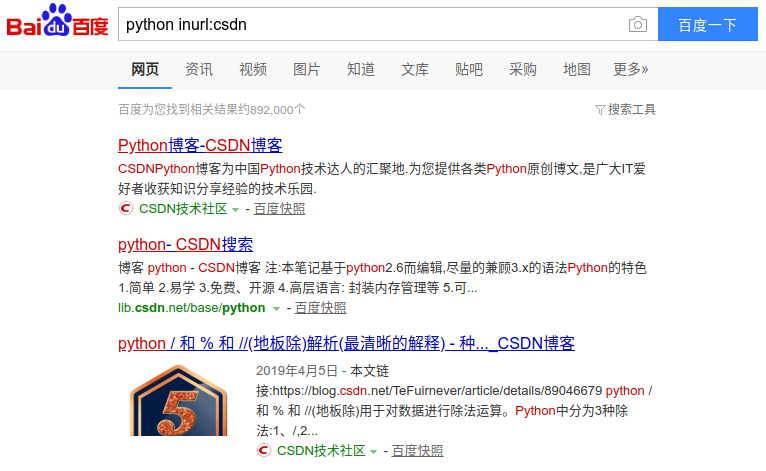 Bai du 百度
python inurl:csdn
百度一下
网页 资讯 视频 图片 知道 文库 贴吧 采购 地图 更多»
百度为您找到相关结果约892,000个
搜索工具
Python博客-CSDN博客
CSDNPython博客为中国Python技术达人的汇聚地.为您提供各类Python原创博文,是广大IT爱
好者收获知识分享经验的技术乐园.
CSDN技术社区 - 百度快照
python- CSDN搜索
博客 python - CSDN博客 注:本笔记基于python2.6而编辑,尽量的兼顾3.x的语法Python的特色
1.简单 2.易学 3.免费、开源 4.高层语言: 封装内存管理等 5.可...
lib.csdn.net/base/python - 百度快照
python / 和 % 和 //(地板除)解析(最清晰的解释) - 种..._CSDN博客
5
2019年4月5日 - 本文链
接:https://blog.csdn.net/TeFuirnever/article/details/89046679 python /
和 % 和 //(地板除)用于对数据进行除法运算。Python中分为3种除
法:1、/,2...
CSDN技术社区 - 百度快照